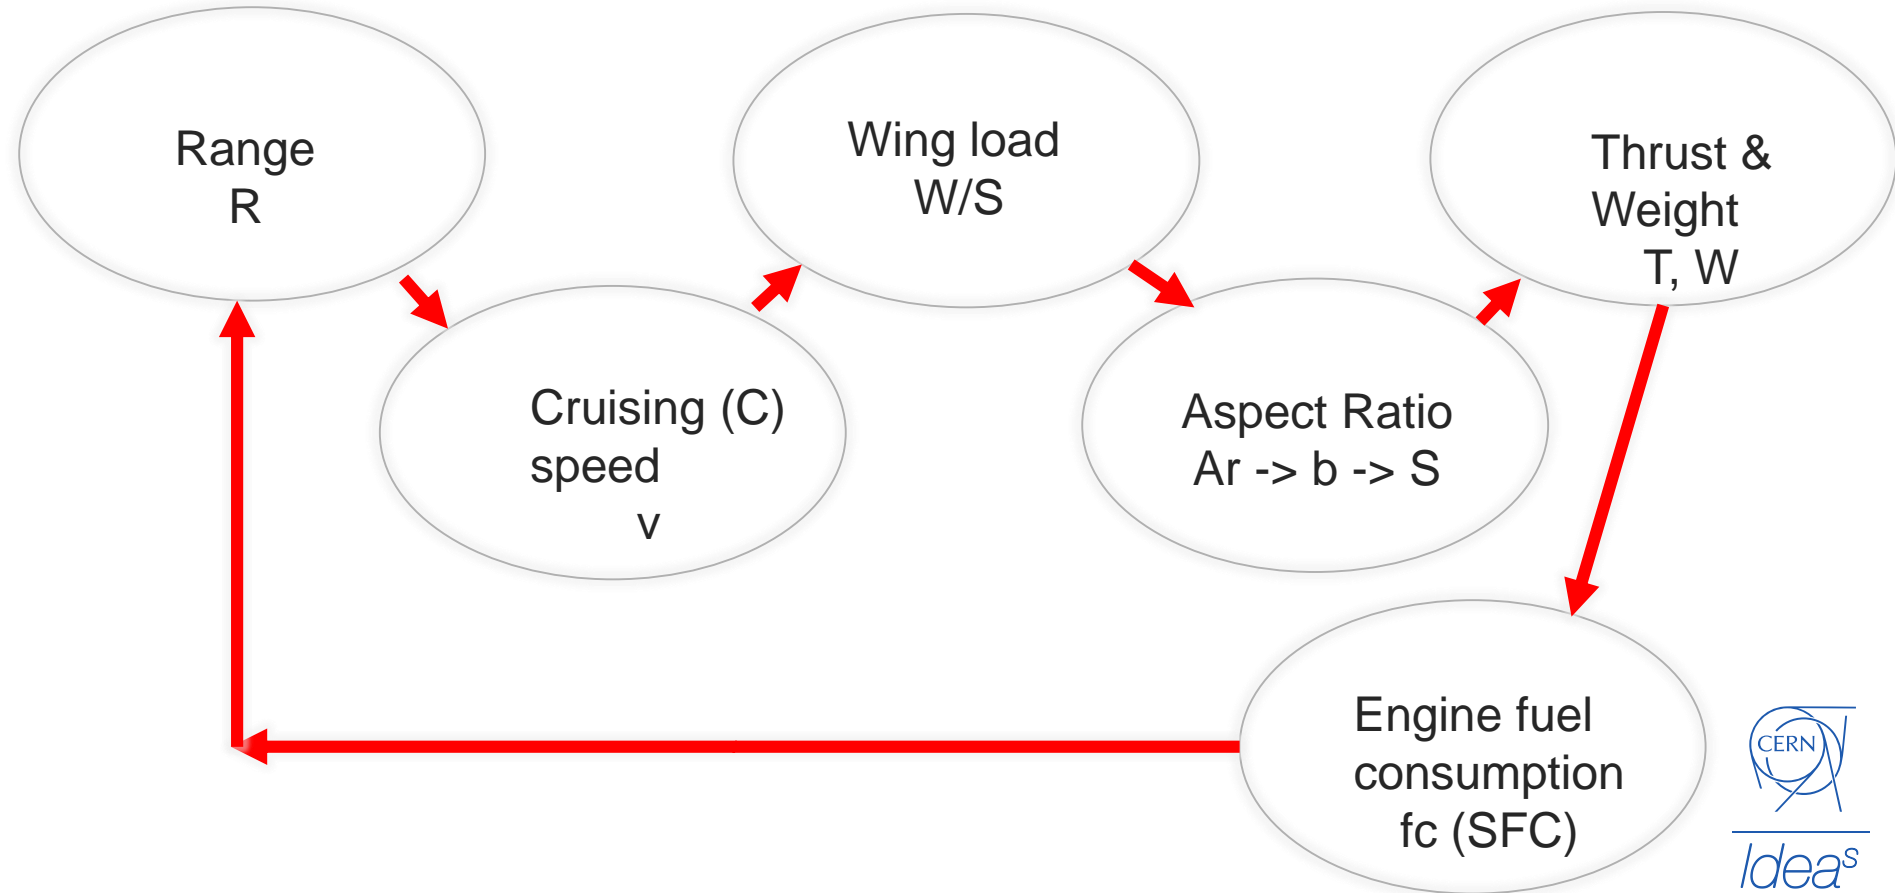 Range
R
Cruising (C)
speed
v
Wing load
W/S
Aspect Ratio
Ar -> b -> S
Thrust &
Weight
T, W
Engine fuel
consumption
fc (SFC)
CERN
Ideas